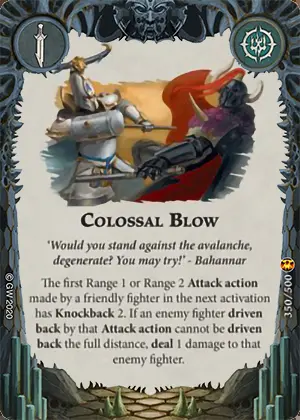 COLOSSAL BLOW
'Would you stand against the avalanche,
degenerate? You may try!' - Bahannar
The first Range 1 or Range 2 Attack action
made by a friendly fighter in the next activation
has Knockback 2. If an enemy fighter driven
back by that Attack action cannot be driven
back the full distance, deal 1 damage to that
enemy fighter.
© GW 2020
350/500